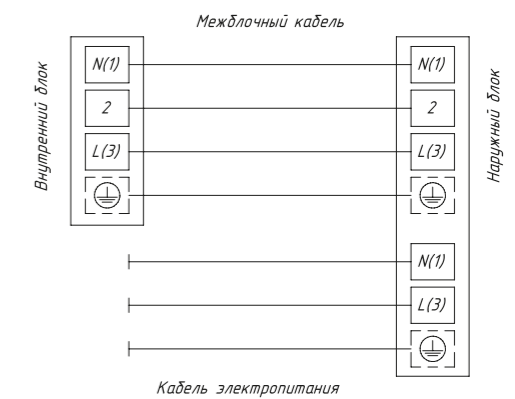 Межблочный кабель
Внутренний блок
Наружный блок
N(1) N(1)
2 2
L(3) L(3)
N(1)
L(3)
Кабель электропитания